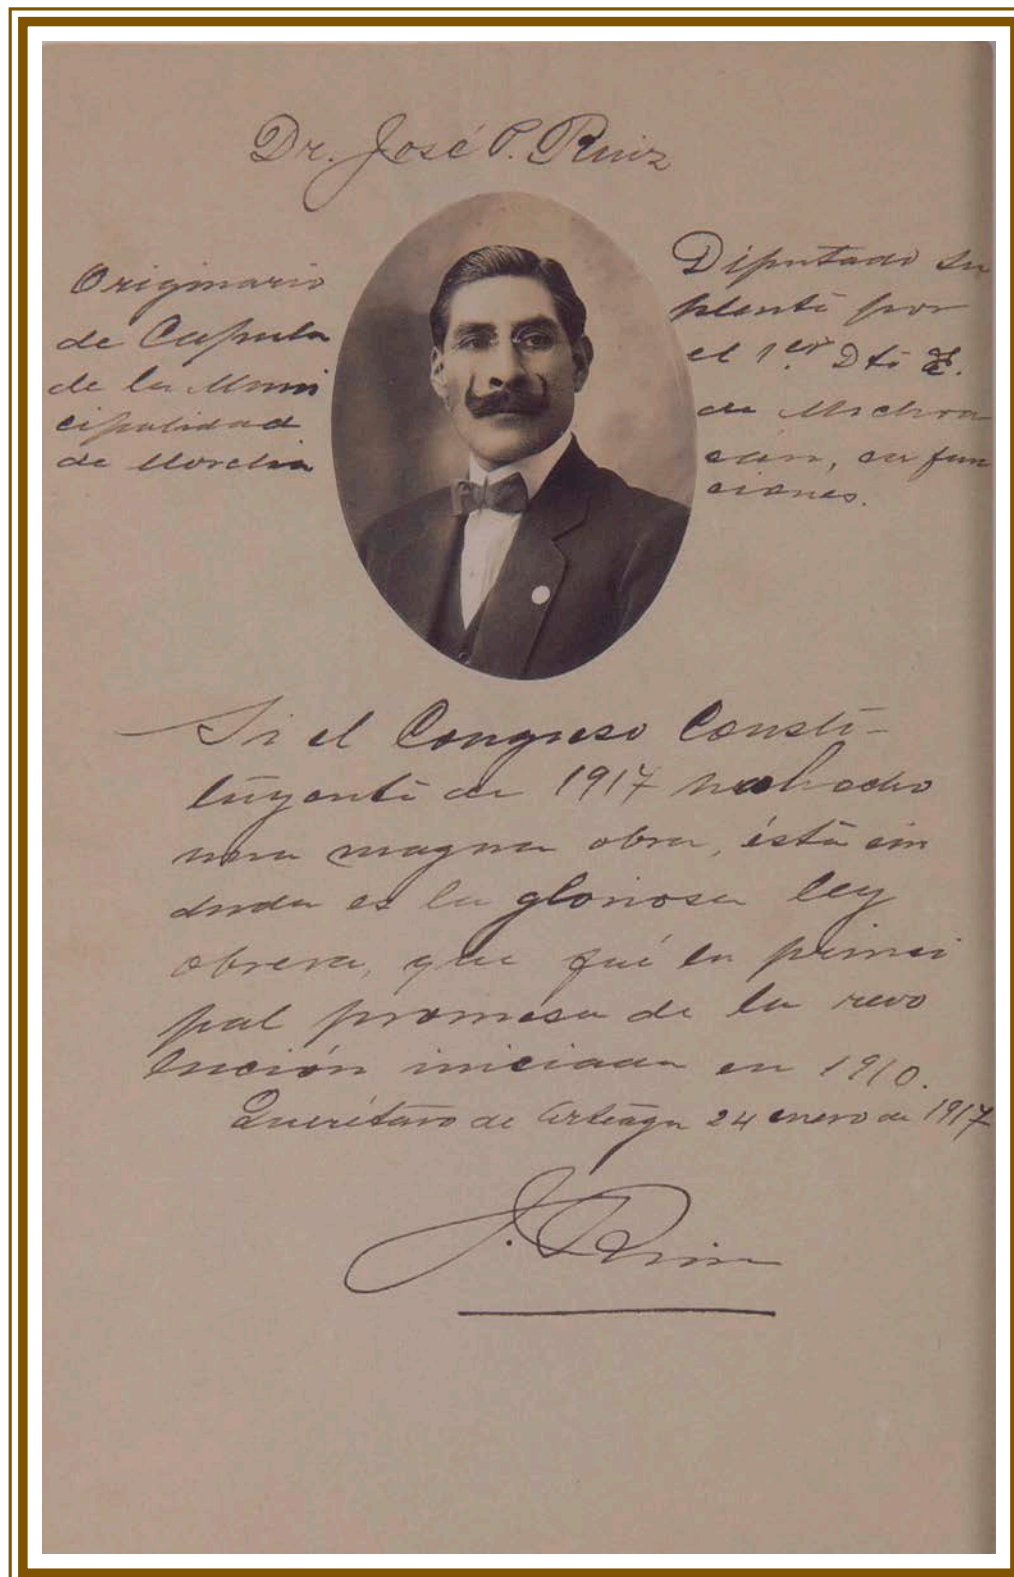 Dr. José P. Ruiz
Originario
de Capula
de la Muni
cipalidad
de Morelia
Diputado su
plente por
el 1er. Dto E.
de Michoa
cán, en fun
ciones.
Si el Congreso Consti-
tuyente de 1917 ha hecho
una magna obra, ésta sin
duda es la gloriosa ley
obrera, que fué la princi
pal promesa de la revo
lución iniciada en 1910.
Querétaro de Arteaga 24 enero de 1917
J. P. Ruiz